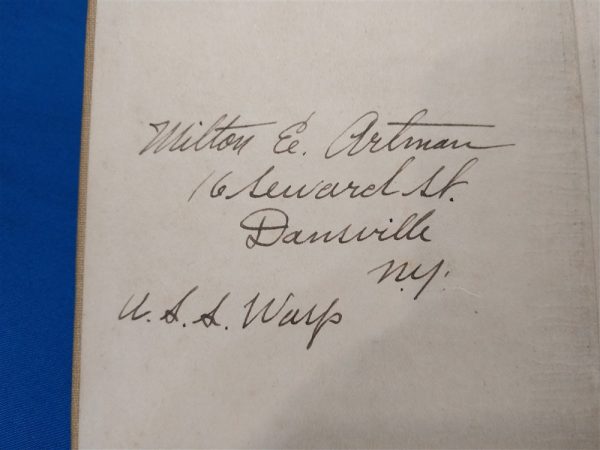 Milton E. Artman
16 Seward St.
Dansville
N.Y.
U.S.S. Wasp